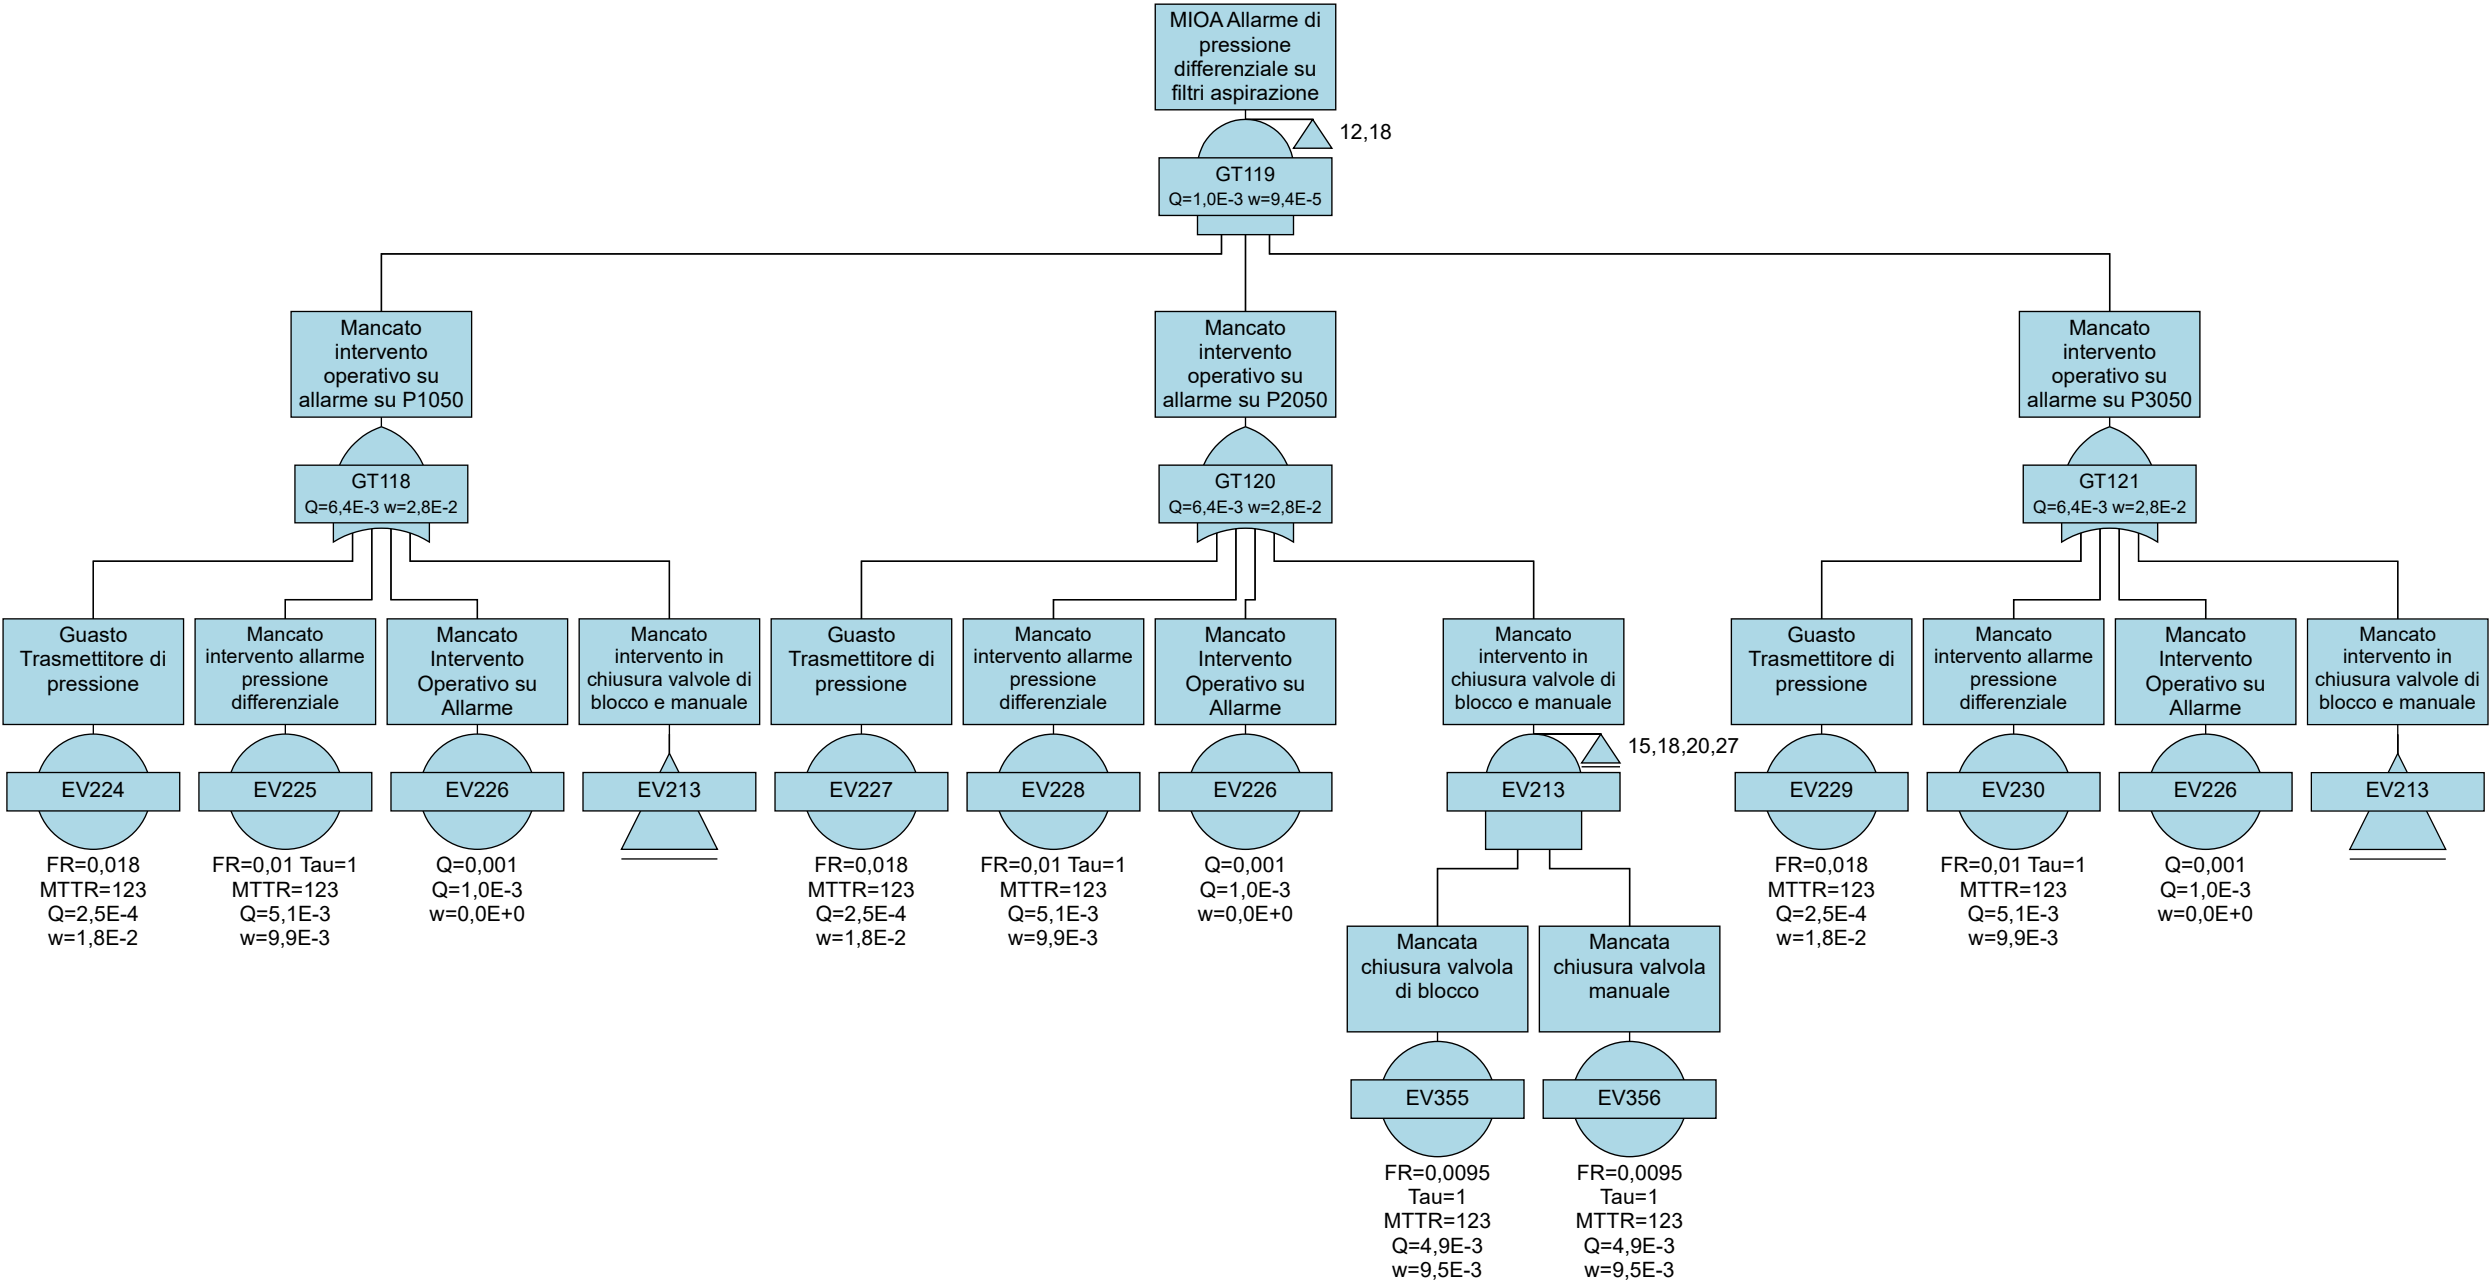 MIOA Allarme di
pressione
differenziale su
filtri aspirazione
12,18
GT119
Q=1,0E-3 w=9,4E-5
Mancato
intervento
operativo su
allarme su P1050
GT118
Q=6,4E-3 w=2,8E-2
Mancato
intervento
operativo su
allarme su P2050
GT120
Q=6,4E-3 w=2,8E-2
Mancato
intervento
operativo su
allarme su P3050
GT121
Q=6,4E-3 w=2,8E-2
Guasto
Trasmettitore di
pressione
EV224
FR=0,018
MTTR=123
Q=2,5E-4
w=1,8E-2
Mancato
intervento allarme
pressione
differenziale
EV225
FR=0,01 Tau=1
MTTR=123
Q=5,1E-3
w=9,9E-3
Mancato
Intervento
Operativo su
Allarme
EV226
Q=0,001
Q=1,0E-3
w=0,0E+0
Mancato
intervento in
chiusura valvole di
blocco e manuale
EV213
Guasto
Trasmettitore di
pressione
EV227
FR=0,018
MTTR=123
Q=2,5E-4
w=1,8E-2
Mancato
intervento allarme
pressione
differenziale
EV228
FR=0,01 Tau=1
MTTR=123
Q=5,1E-3
w=9,9E-3
Mancato
Intervento
Operativo su
Allarme
EV226
Q=0,001
Q=1,0E-3
w=0,0E+0
Mancato
intervento in
chiusura valvole di
blocco e manuale
15,18,20,27
EV213
Guasto
Trasmettitore di
pressione
EV229
FR=0,018
MTTR=123
Q=2,5E-4
w=1,8E-2
Mancato
intervento allarme
pressione
differenziale
EV230
FR=0,01 Tau=1
MTTR=123
Q=5,1E-3
w=9,9E-3
Mancato
Intervento
Operativo su
Allarme
EV226
Q=0,001
Q=1,0E-3
w=0,0E+0
Mancato
intervento in
chiusura valvole di
blocco e manuale
EV213
Mancata
chiusura valvola
di blocco
EV355
FR=0,0095
Tau=1
MTTR=123
Q=4,9E-3
w=9,5E-3
Mancata
chiusura valvola
manuale
EV356
FR=0,0095
Tau=1
MTTR=123
Q=4,9E-3
w=9,5E-3